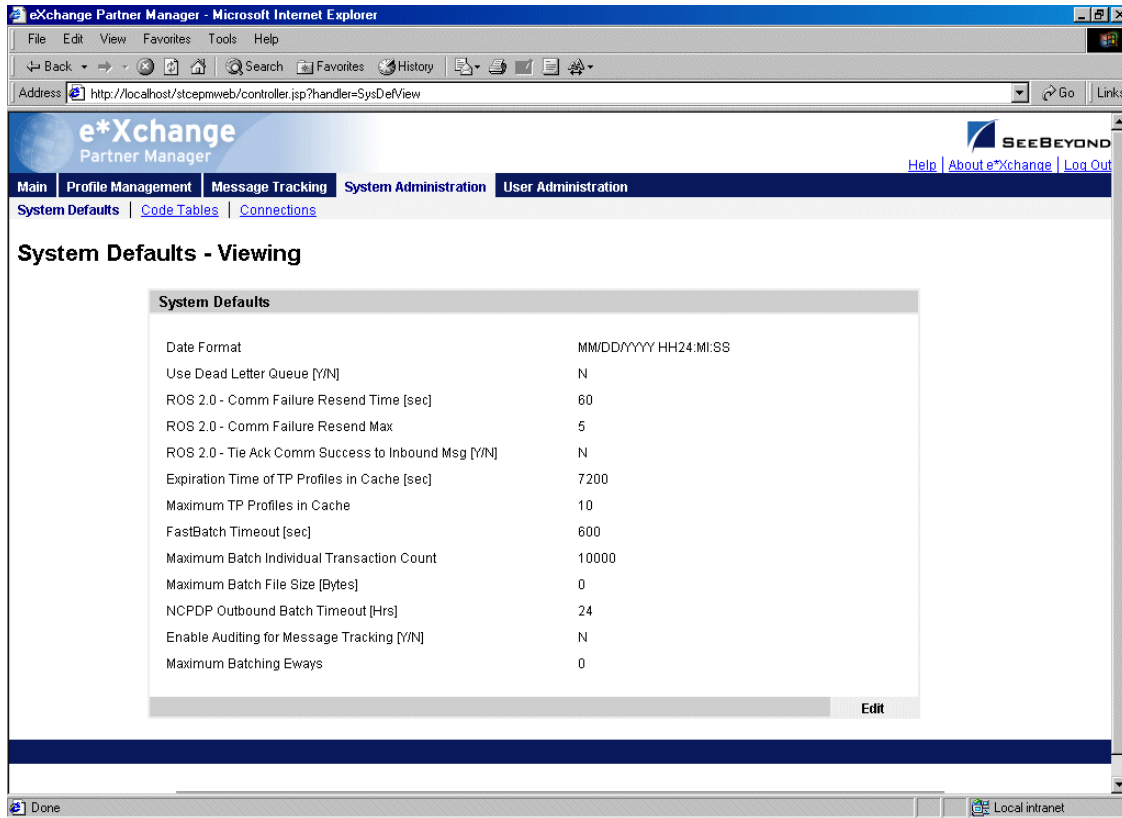 eXchange Partner Manager - Microsoft Internet Explorer
File Edit View Favorites Tools Help
Back Search Favorites History
Address http://localhost/stcepmweb/controller.jsp?handler=SysDefView Go Links
e*Xchange
Partner Manager
SEEBEYOND
Help | About e*Xchange | Log Out
Main Profile Management Message Tracking System Administration User Administration
System Defaults | Code Tables | Connections
System Defaults - Viewing
System Defaults
Date Format MM/DD/YYYY HH24:MI:SS
Use Dead Letter Queue [Y/N] N
ROS 2.0 - Comm Failure Resend Time [sec] 60
ROS 2.0 - Comm Failure Resend Max 5
ROS 2.0 - Tie Ack Comm Success to Inbound Msg [Y/N] N
Expiration Time of TP Profiles in Cache [sec] 7200
Maximum TP Profiles in Cache 10
FastBatch Timeout [sec] 600
Maximum Batch Individual Transaction Count 10000
Maximum Batch File Size [Bytes] 0
NCPDP Outbound Batch Timeout [Hrs] 24
Enable Auditing for Message Tracking [Y/N] N
Maximum Batching Eways 0
Edit
Done Local intranet